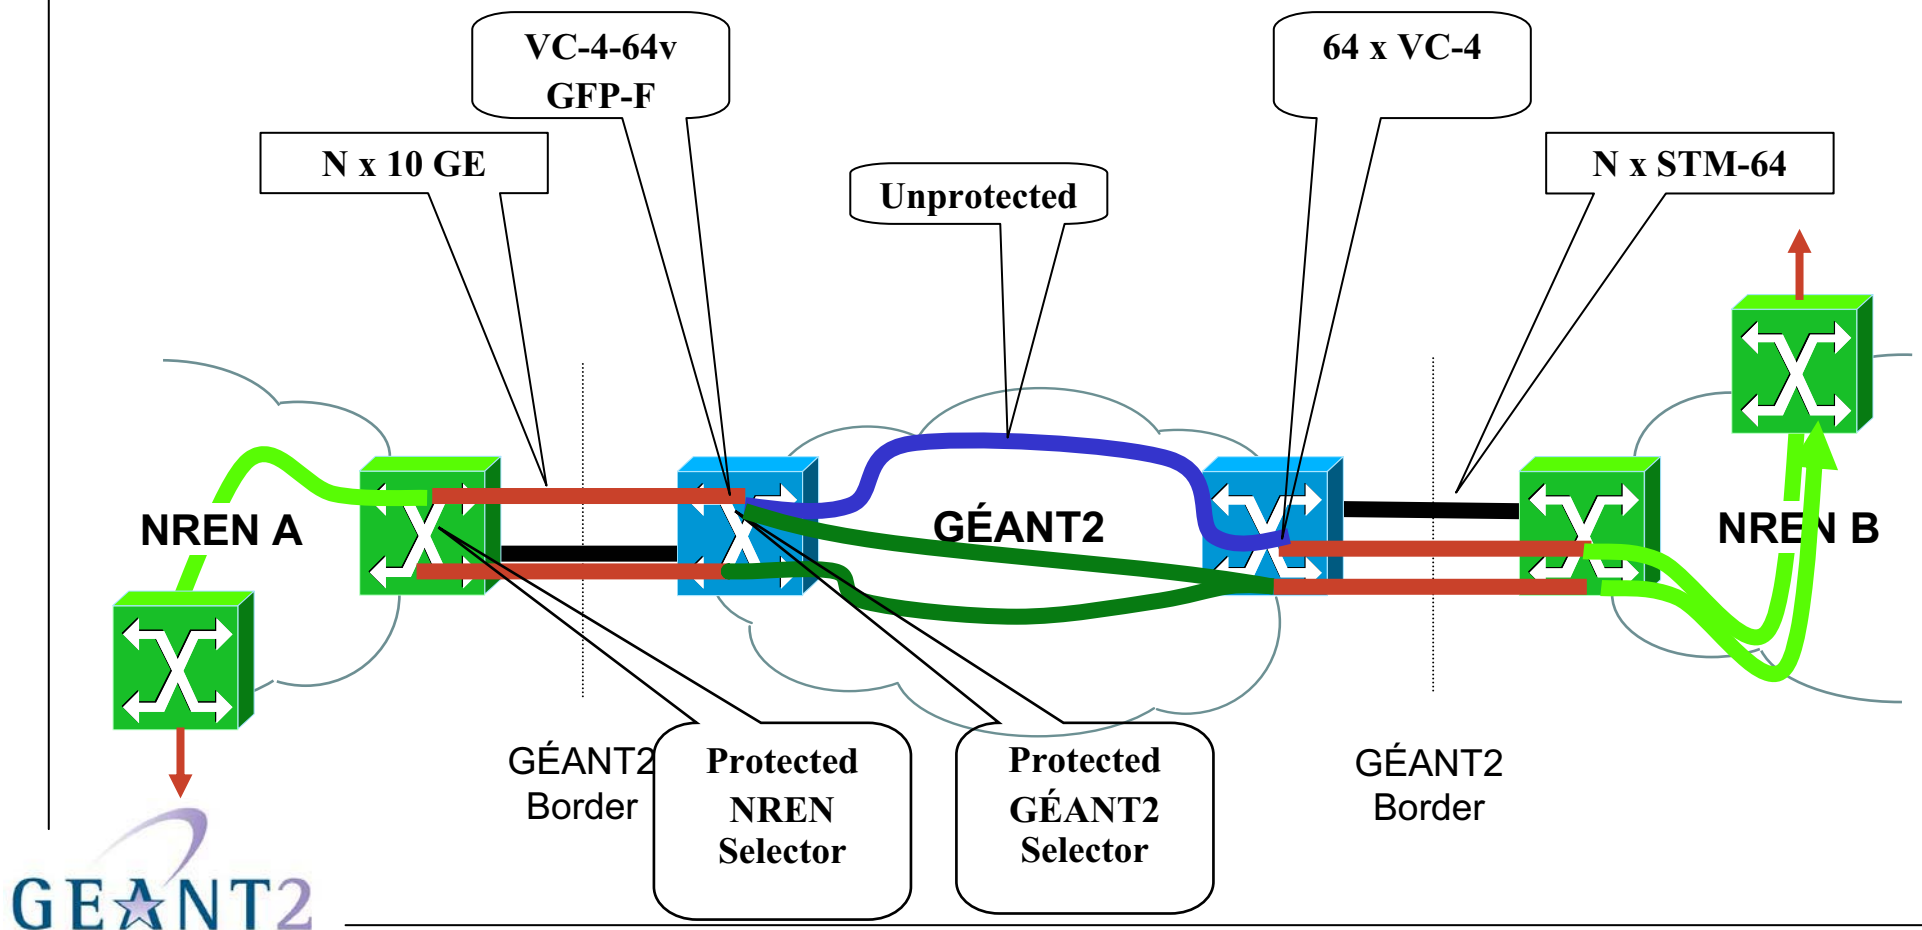 VC-4-64v
GFP-F
64 x VC-4
N x 10 GE
Unprotected
N x STM-64
NREN A
GÉANT2
NREN B
GÉANT2
Border
Protected
NREN
Selector
Protected
GÉANT2
Selector
GÉANT2
Border
GEANT2